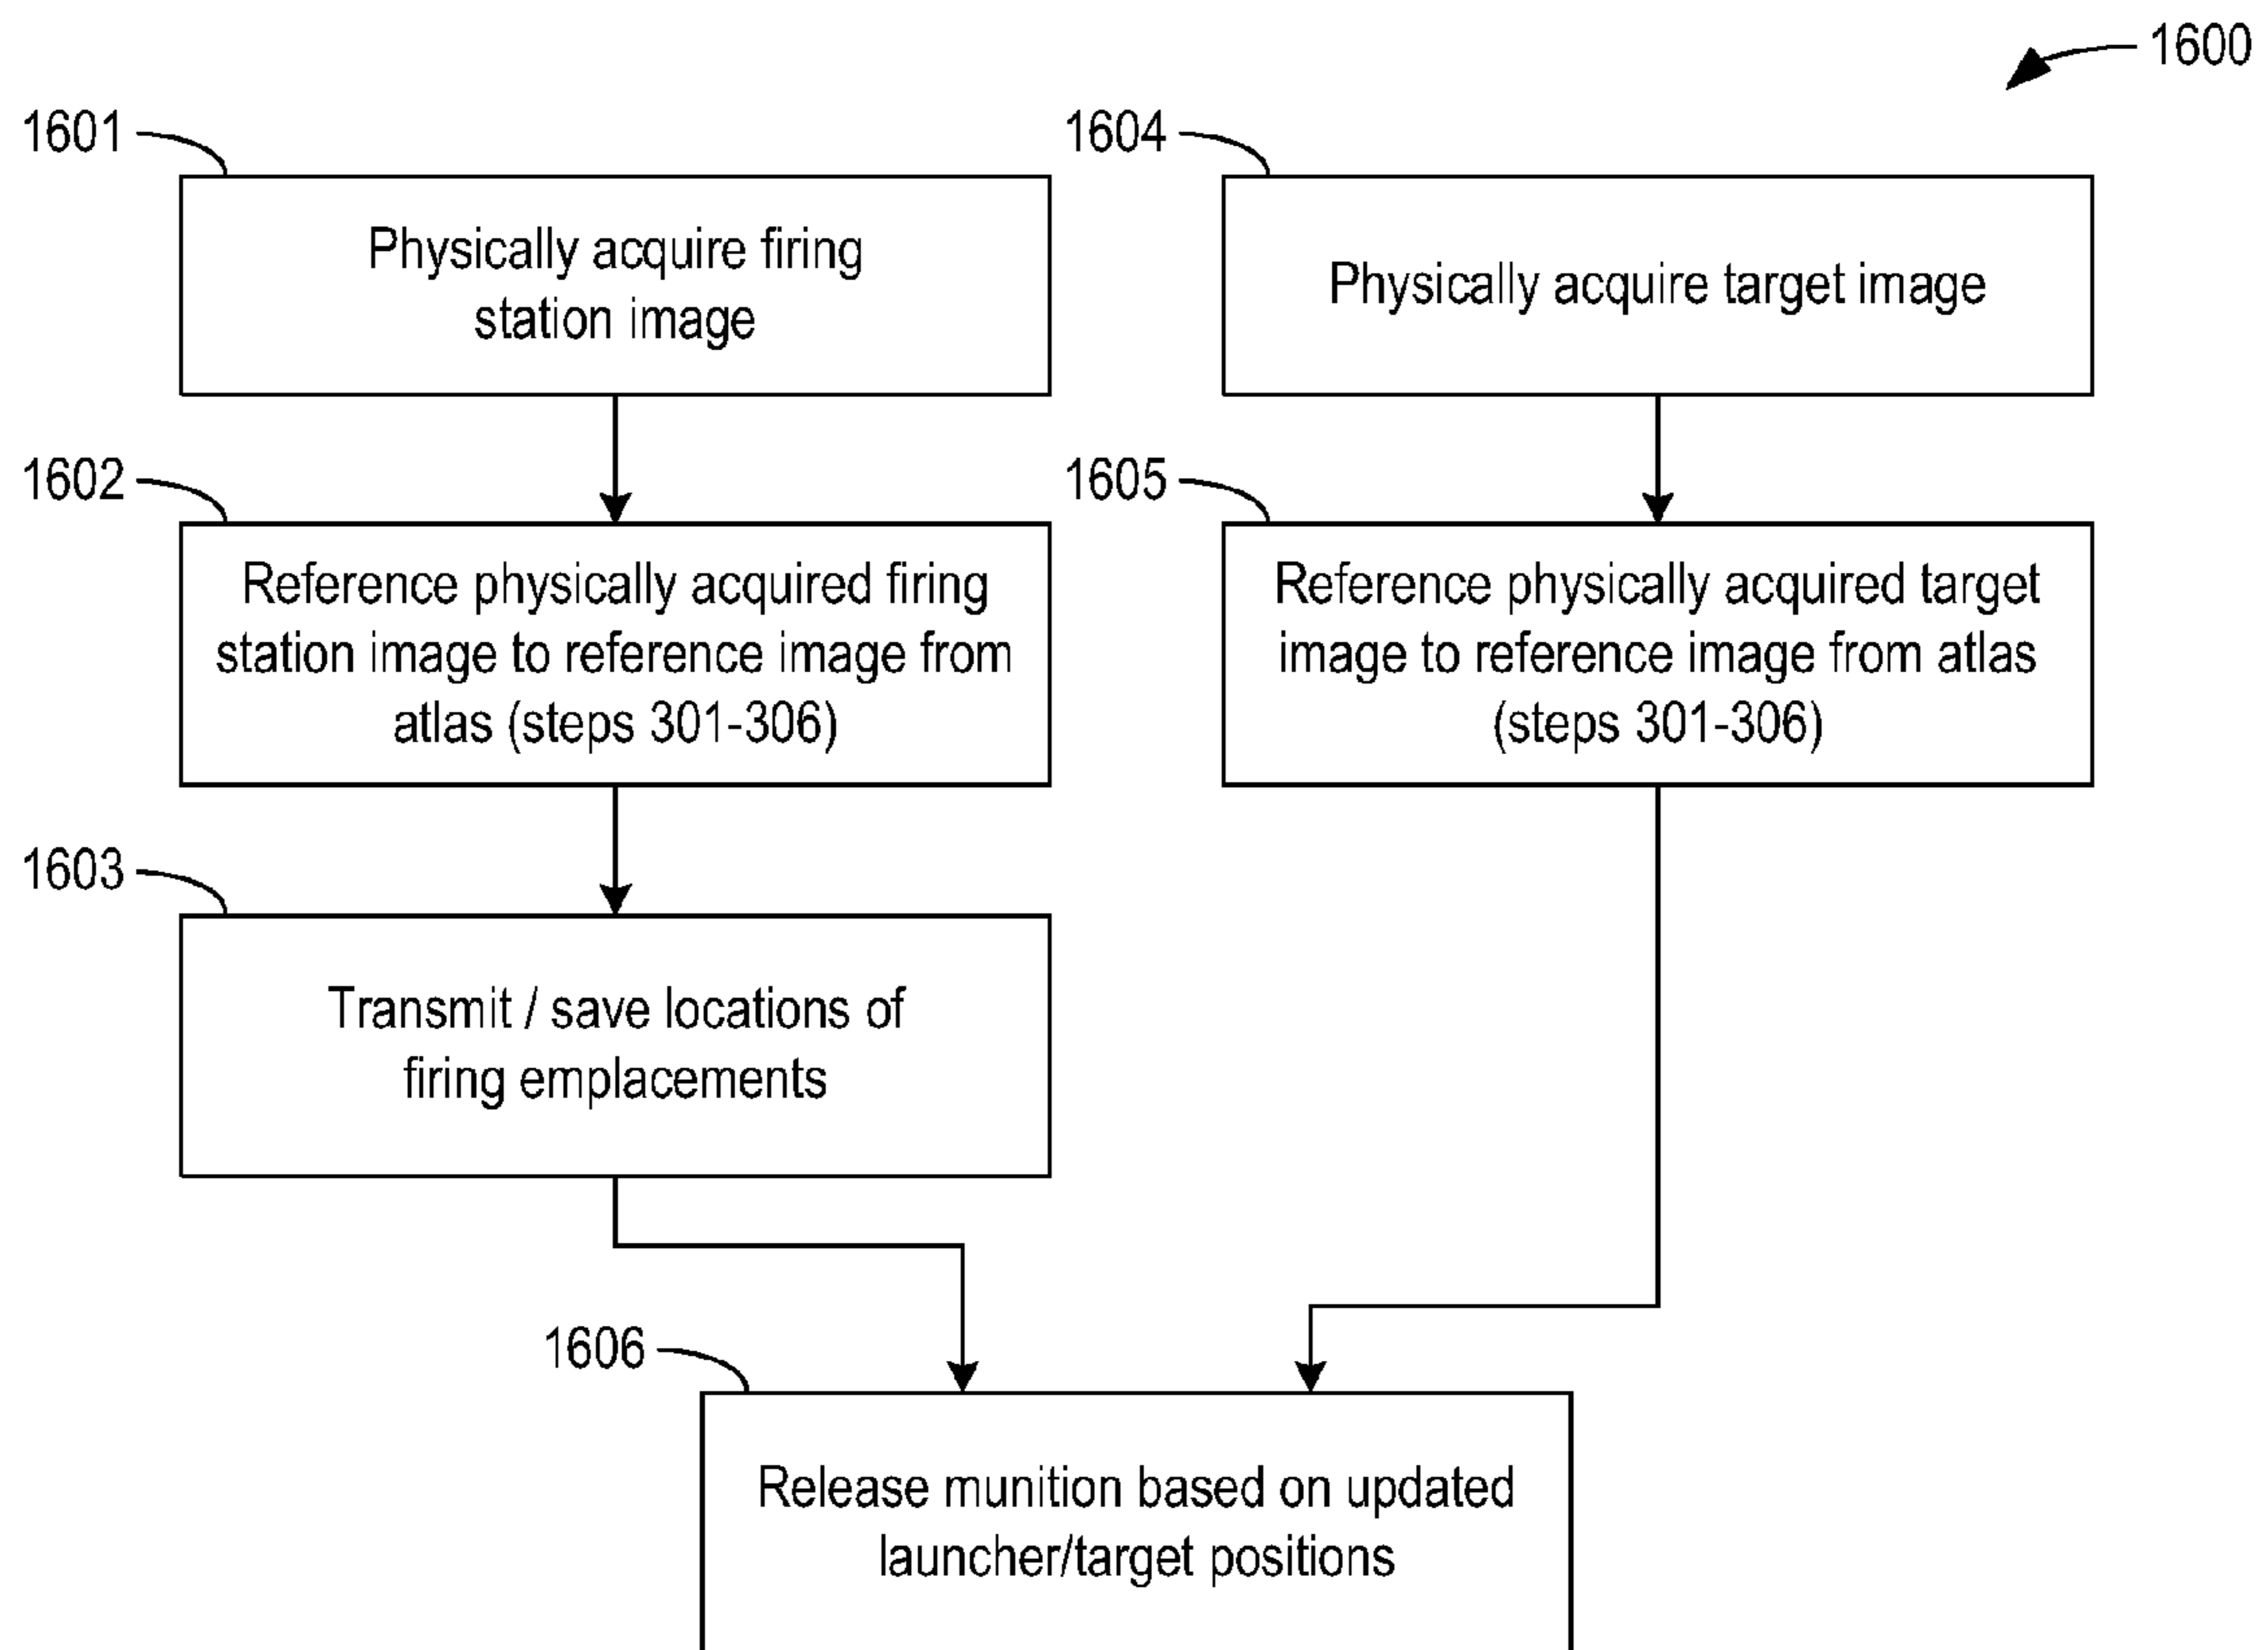 1600
1601
Physically acquire firing
station image
1604
Physically acquire target image
1602
Reference physically acquired firing
station image to reference image from
atlas (steps 301-306)
1605
Reference physically acquired target
image to reference image from atlas
(steps 301-306)
1603
Transmit / save locations of
firing emplacements
1606
Release munition based on updated
launcher/target positions